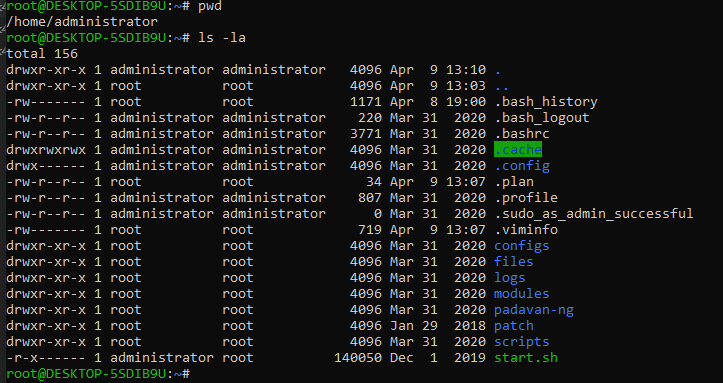 root@DESKTOP-5SDIB9U:~# pwd
/home/administrator
root@DESKTOP-5SDIB9U:~# ls -la
total 156
drwxr-xr-x 1 administrator administrator   4096 Apr  9 13:10 .
drwxr-xr-x 1 root          root            4096 Apr  9 13:03 ..
-rw------- 1 root          root            1171 Apr  8 19:00 .bash_history
-rw-r--r-- 1 administrator administrator    220 Mar 31  2020 .bash_logout
-rw-r--r-- 1 administrator administrator   3771 Mar 31  2020 .bashrc
drwxrwxrwx 1 administrator administrator   4096 Mar 31  2020 .cache
drwx------ 1 administrator administrator   4096 Mar 31  2020 .config
-rw-r--r-- 1 root          root              34 Apr  9 13:07 .plan
-rw-r--r-- 1 administrator administrator    807 Mar 31  2020 .profile
-rw-r--r-- 1 administrator administrator      0 Mar 31  2020 .sudo_as_admin_successful
-rw------- 1 root          root             719 Apr  9 13:07 .viminfo
drwxr-xr-x 1 root          root            4096 Mar 31  2020 configs
drwxr-xr-x 1 root          root            4096 Mar 31  2020 files
drwxr-xr-x 1 root          root            4096 Mar 31  2020 logs
drwxr-xr-x 1 root          root            4096 Mar 31  2020 modules
drwxr-xr-x 1 root          root            4096 Mar 31  2020 padavan-ng
drwxr-xr-x 1 root          root            4096 Jan 29  2018 patch
drwxr-xr-x 1 root          root            4096 Mar 31  2020 scripts
-r-x------ 1 administrator root          140050 Dec  1  2019 start.sh
root@DESKTOP-5SDIB9U:~#